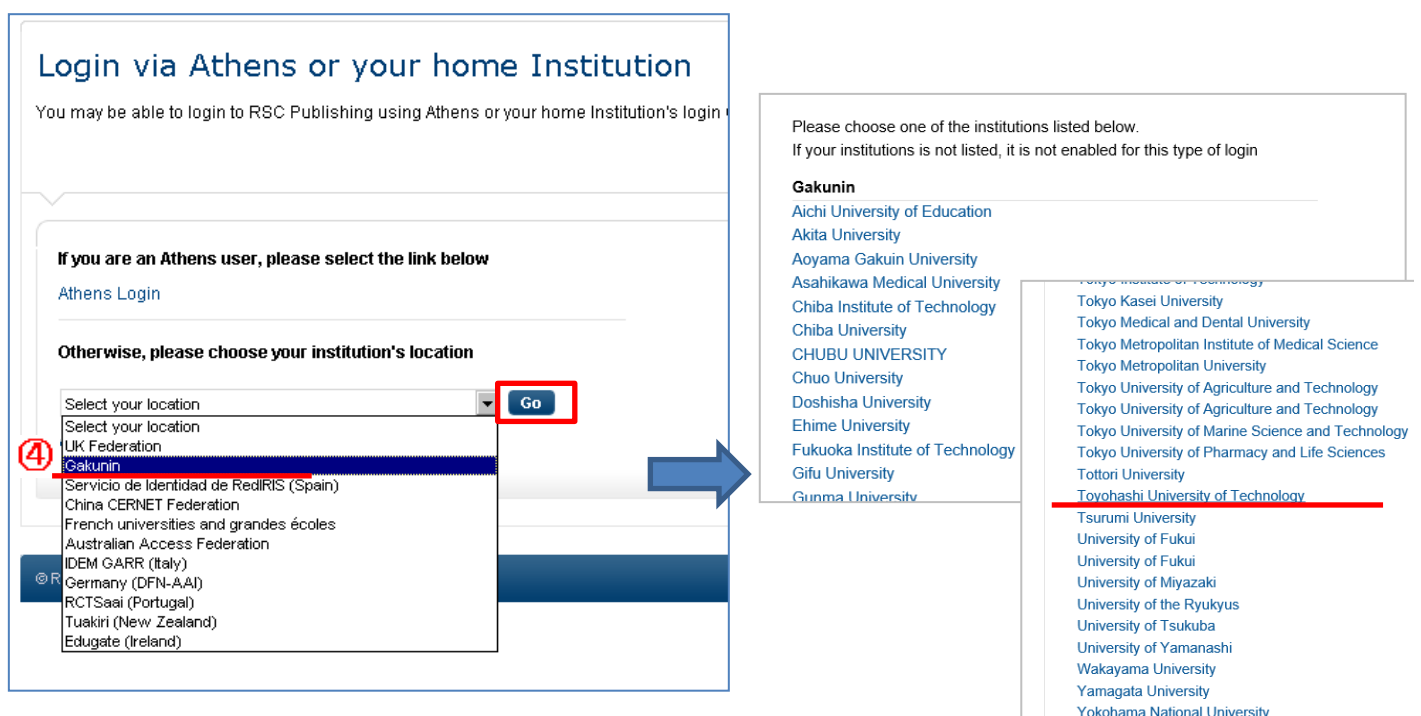 Login via Athens or your home Institution
You may be able to login to RSC Publishing using Athens or your home Institution's login
If you are an Athens user, please select the link below
Athens Login
Otherwise, please choose your institution's location
Select your location
Go
Select your location
UK Federation
④
Gakunin
Servicio de Identidad de RedIRIS (Spain)
China CERNET Federation
French universities and grandes écoles
Australian Access Federation
IDEM GARR (Italy)
Germany (DFN-AAI)
RCTSaai (Portugal)
Tuakiri (New Zealand)
Edugate (Ireland)
© R
Please choose one of the institutions listed below.
If your institutions is not listed, it is not enabled for this type of login
Gakunin
Aichi University of Education
Akita University
Aoyama Gakuin University
Asahikawa Medical University
Chiba Institute of Technology
Chiba University
CHUBU UNIVERSITY
Chuo University
Doshisha University
Ehime University
Fukuoka Institute of Technology
Gifu University
Gunma University
Tokyo Institute of Technology
Tokyo Kasei University
Tokyo Medical and Dental University
Tokyo Metropolitan Institute of Medical Science
Tokyo Metropolitan University
Tokyo University of Agriculture and Technology
Tokyo University of Agriculture and Technology
Tokyo University of Marine Science and Technology
Tokyo University of Pharmacy and Life Sciences
Tottori University
Toyohashi University of Technology
Tsurumi University
University of Fukui
University of Fukui
University of Miyazaki
University of the Ryukyus
University of Tsukuba
University of Yamanashi
Wakayama University
Yamagata University
Yokohama National University